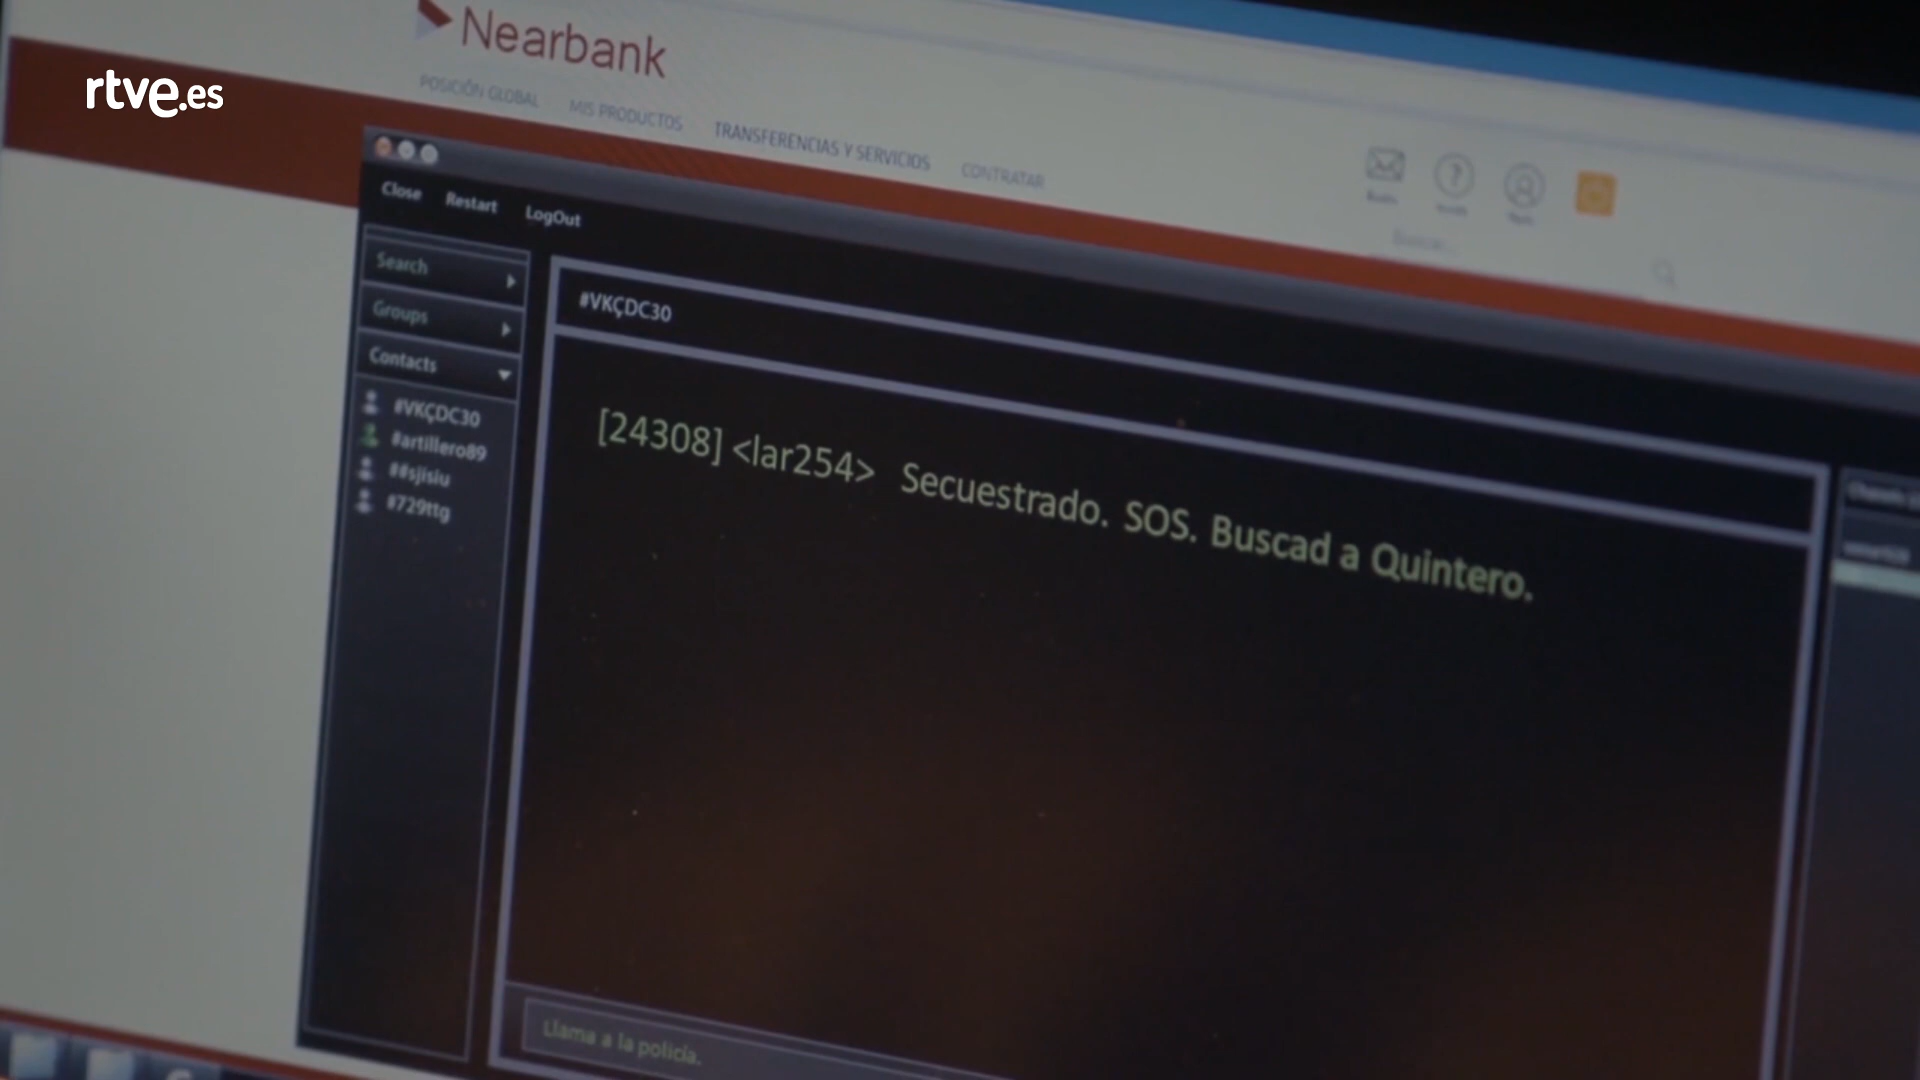 Nearbank
rtve.es
POSICIÓN GLOBAL MIS PRODUCTOS TRANSFERENCIAS Y SERVICIOS CONTRATAR
Close Restart LogOut
Search
Groups
Contacts
#VKÇDC30
#artillero89
##sjisiu
#729ttg
#VKÇDC30
[24308] <lar254> Secuestrado. SOS. Buscad a Quintero.
Llama a la policía.